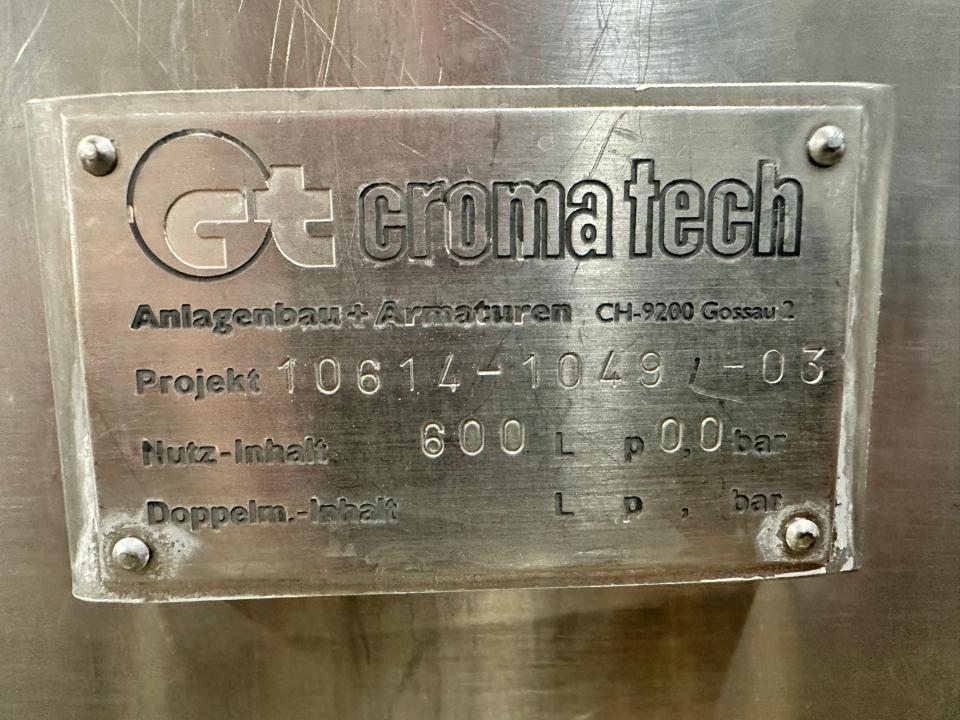 Ct cromatech
Anlagenbau + Armaturen CH-9200 Gossau 2
Projekt 10614-1049 / -03
Nutz-Inhalt 600 L p 0,0 bar
Doppelm.-Inhalt L p , bar